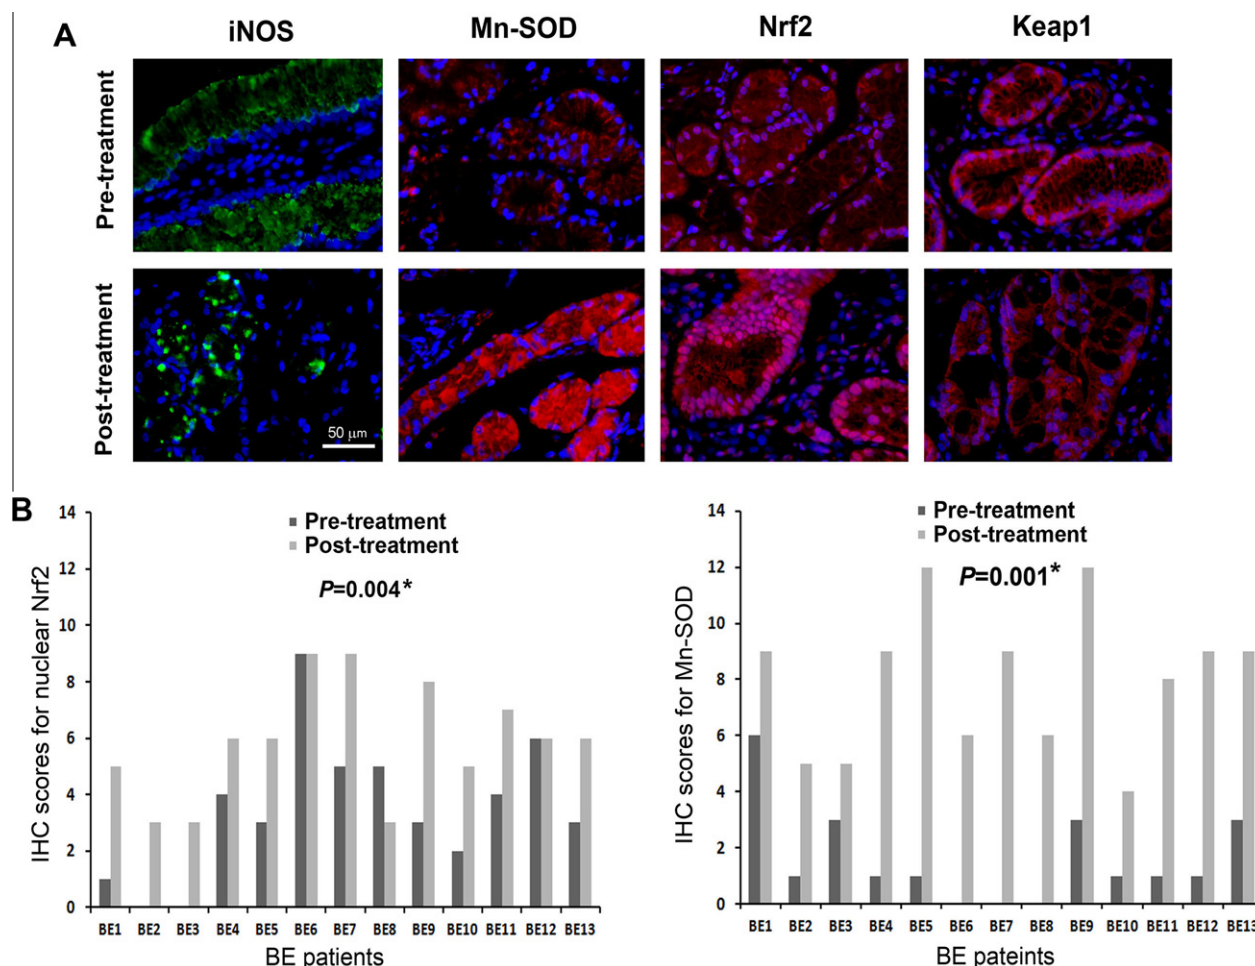 A
iNOS
Mn-SOD
Nrf2
Keap1
Pre-treatment
Post-treatment
50 μm
B
14
12
10
8
6
4
2
0
IHC scores for nuclear Nrf2
Pre-treatment
Post-treatment
P=0.004*
BE1 BE2 BE3 BE4 BE5 BE6 BE7 BE8 BE9 BE10 BE11 BE12 BE13
BE patients
14
12
10
8
6
4
2
0
IHC scores for Mn-SOD
Pre-treatment
Post-treatment
P=0.001*
BE1 BE2 BE3 BE4 BE5 BE6 BE7 BE8 BE9 BE10 BE11 BE12 BE13
BE pateints